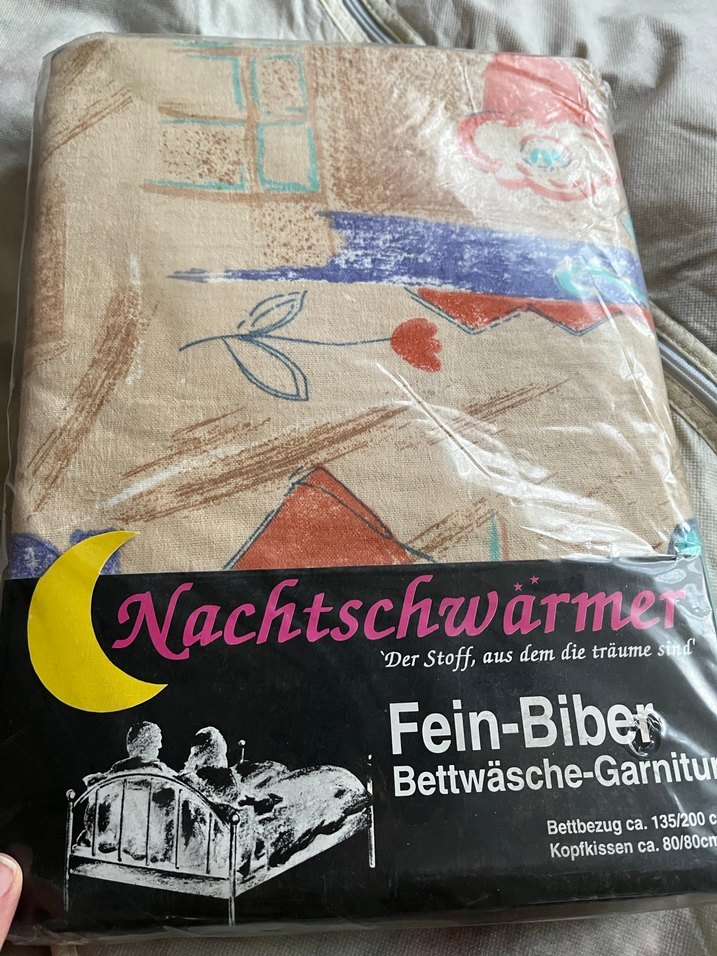 Nachtschwärmer
`Der Stoff, aus dem die träume sind'
Fein-Biber
Bettwäsche-Garnitur
Bettbezug ca. 135/200 c
Kopfkissen ca. 80/80cm